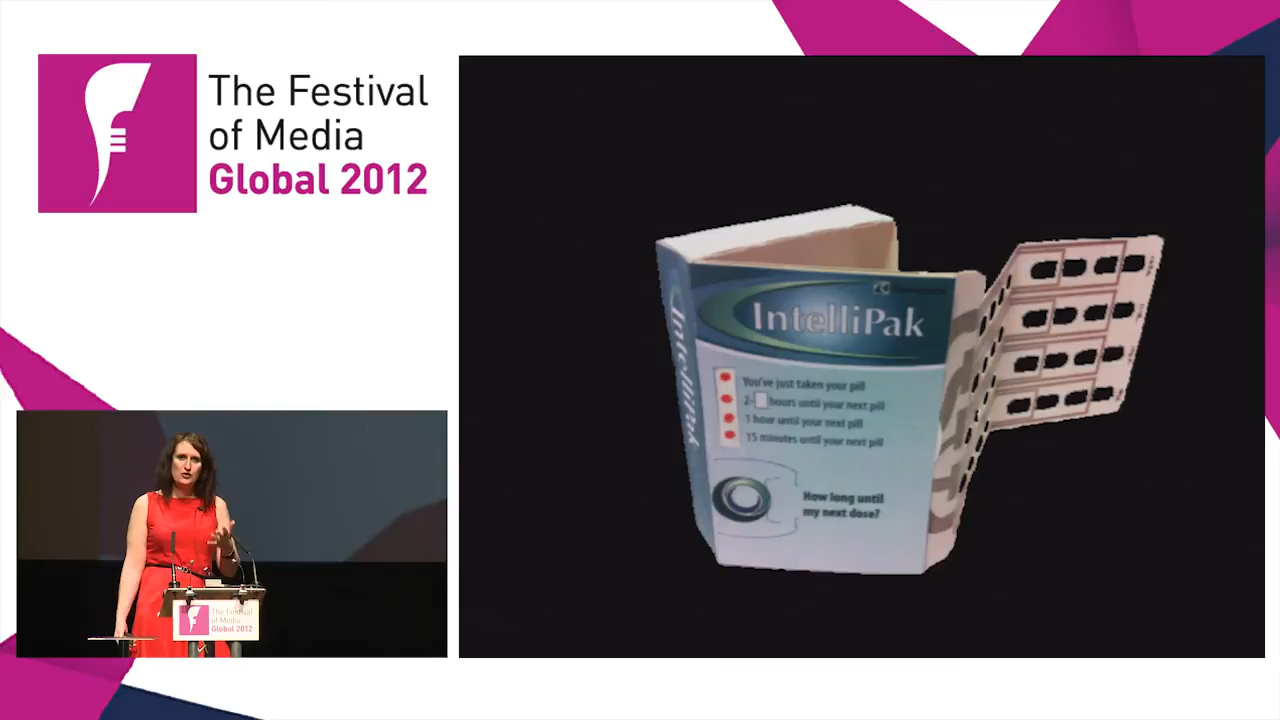 The Festival
of Media
Global 2012
IntelliPak
IntelliPak
You've just taken your pill
2- hours until your next pill
1 hour until your next pill
15 minutes until your next pill
How long until
my next dose?
The Festival
of Media
Global 2012